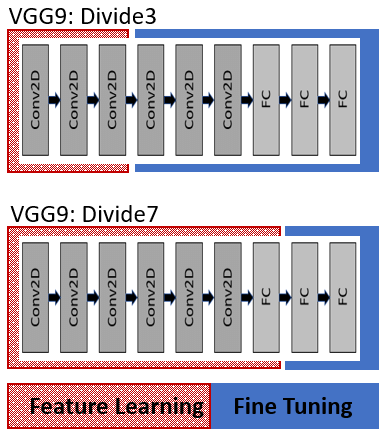 VGG9: Divide3
Conv2D Conv2D Conv2D Conv2D Conv2D Conv2D FC FC FC
VGG9: Divide7
Conv2D Conv2D Conv2D Conv2D Conv2D Conv2D FC FC FC
Feature Learning Fine Tuning